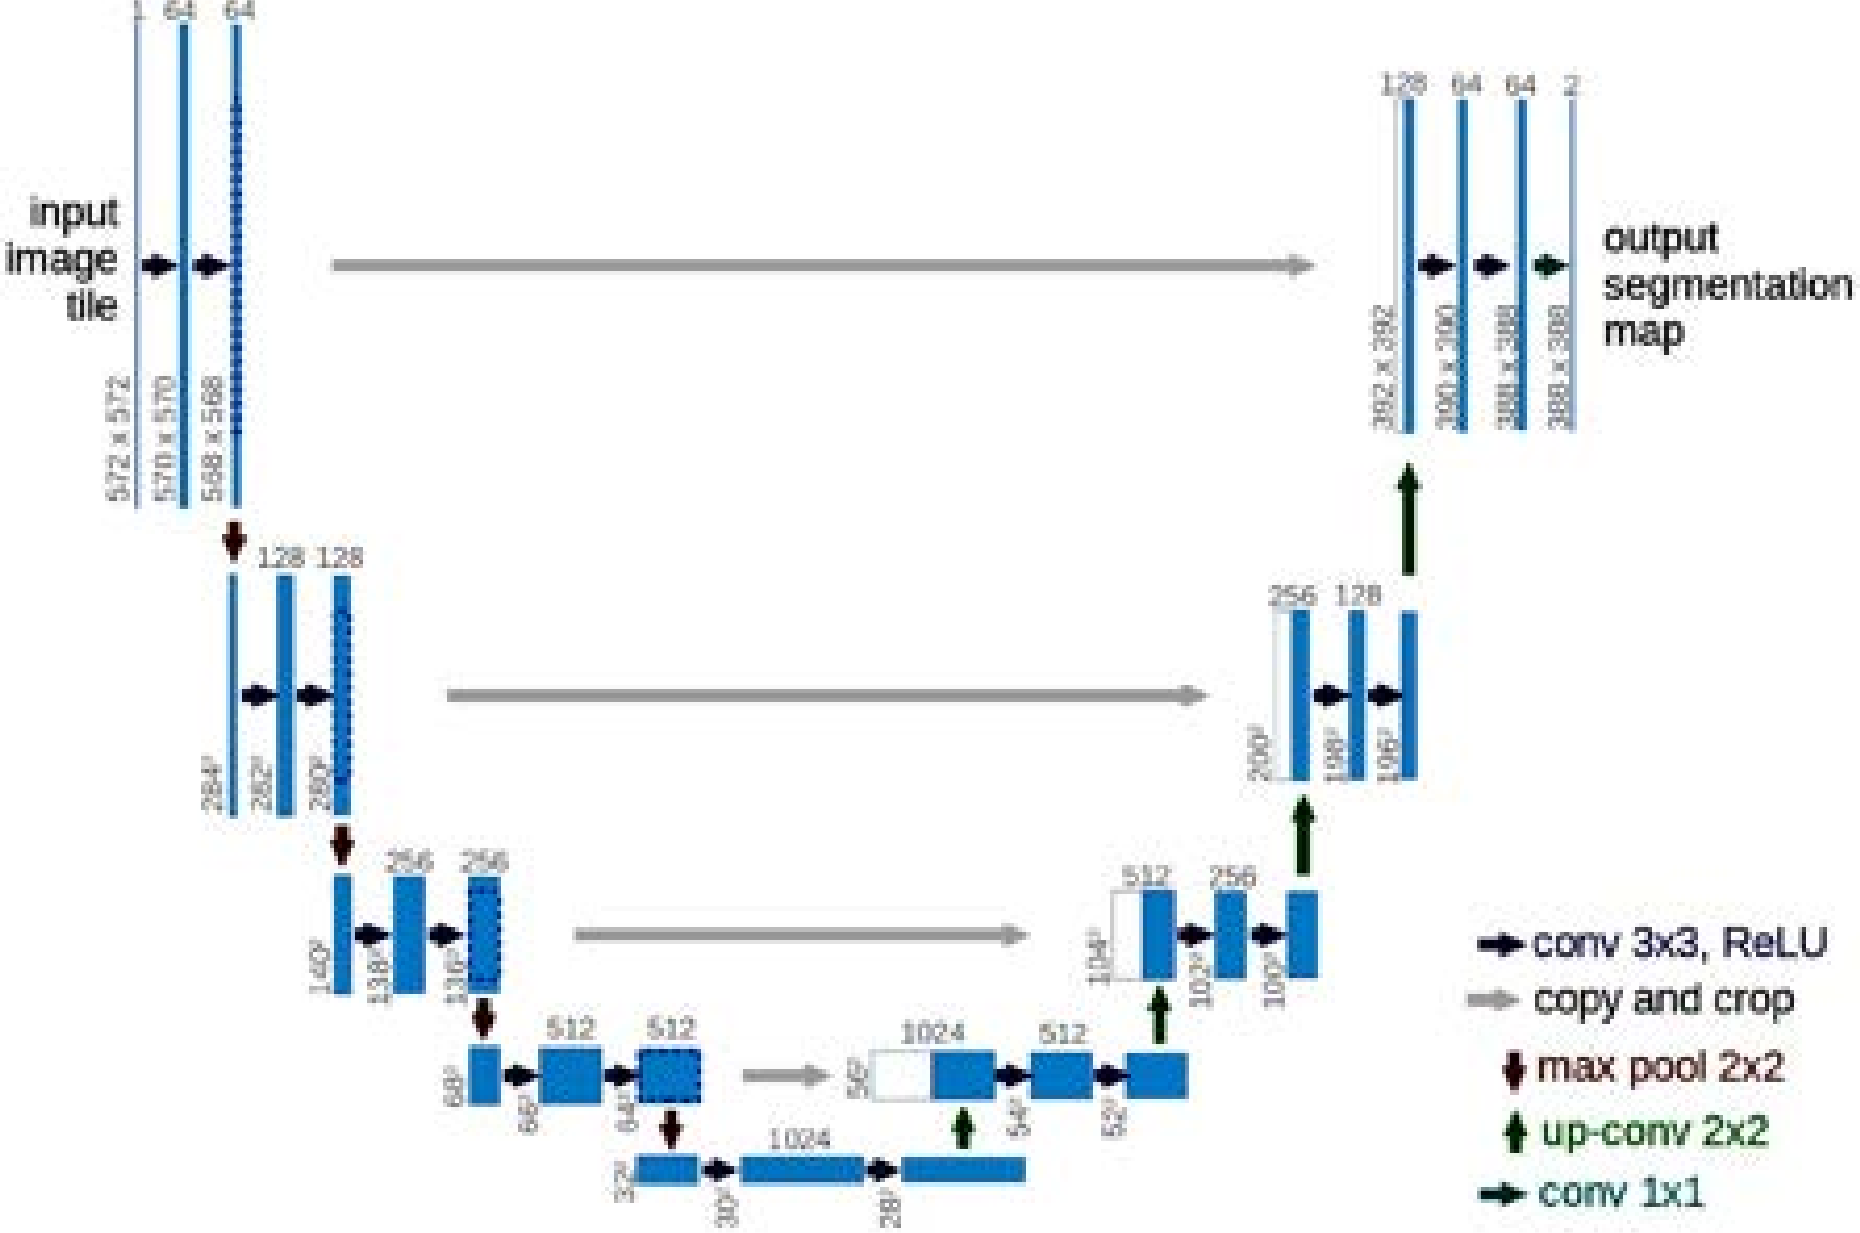 1 64 64
input
image
tile
572 x 572
570 x 570
568 x 568
128 64 64 2
392 x 392
390 x 390
388 x 388
388 x 388
output
segmentation
map
128 128
284²
282²
280²
256 128
200²
198²
196²
256 256
140²
138²
136²
512 256
104²
102²
100²
512 512
68²
66²
64²
1024 512
56²
54²
52²
1024
32²
30²
28²
conv 3x3, ReLU
copy and crop
max pool 2x2
up-conv 2x2
conv 1x1